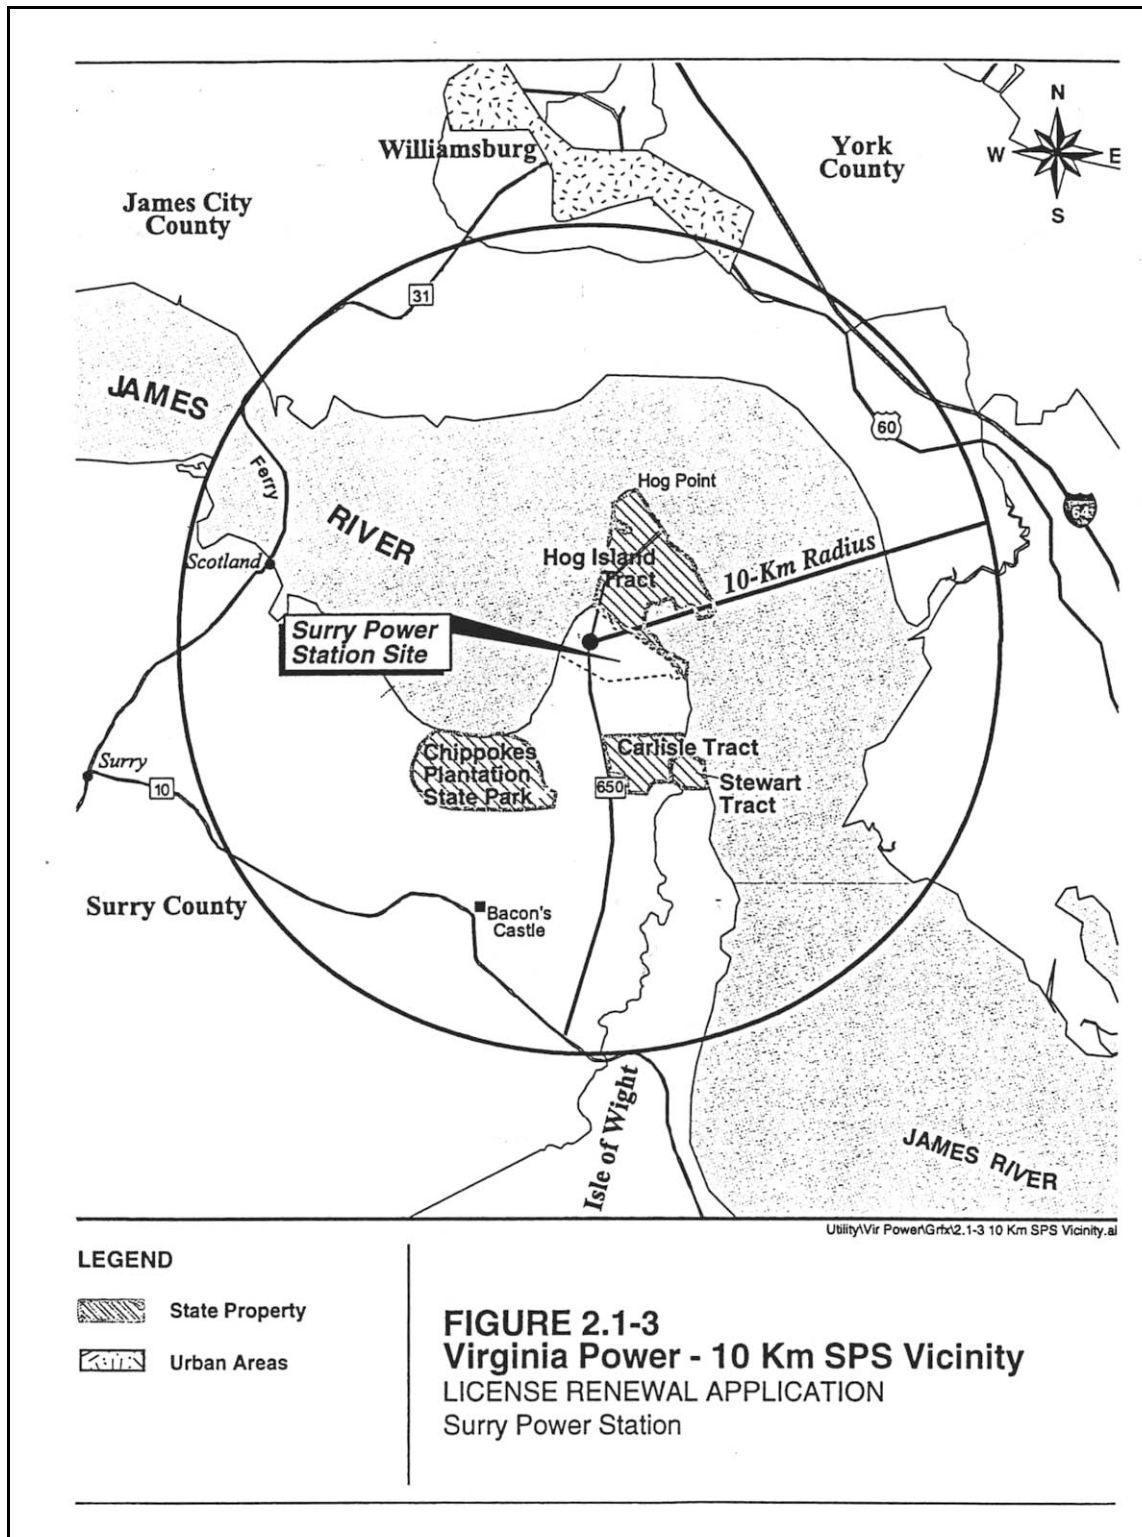 N
W
E
S
Williamsburg
York
County
James City
County
31
JAMES
RIVER
Ferry
60
64
Hog Point
Hog Island
Tract
10-Km Radius
Scotland
Surry Power
Station Site
Chippokes
Plantation
State Park
Carlisle Tract
Stewart
Tract
650
Surry
10
Surry County
Bacon's
Castle
Isle of Wight
JAMES RIVER
Utility\Vir Power\Grfx\2.1-3 10 Km SPS Vicinity.ai
LEGEND
State Property
Urban Areas
FIGURE 2.1-3
Virginia Power - 10 Km SPS Vicinity
LICENSE RENEWAL APPLICATION
Surry Power Station